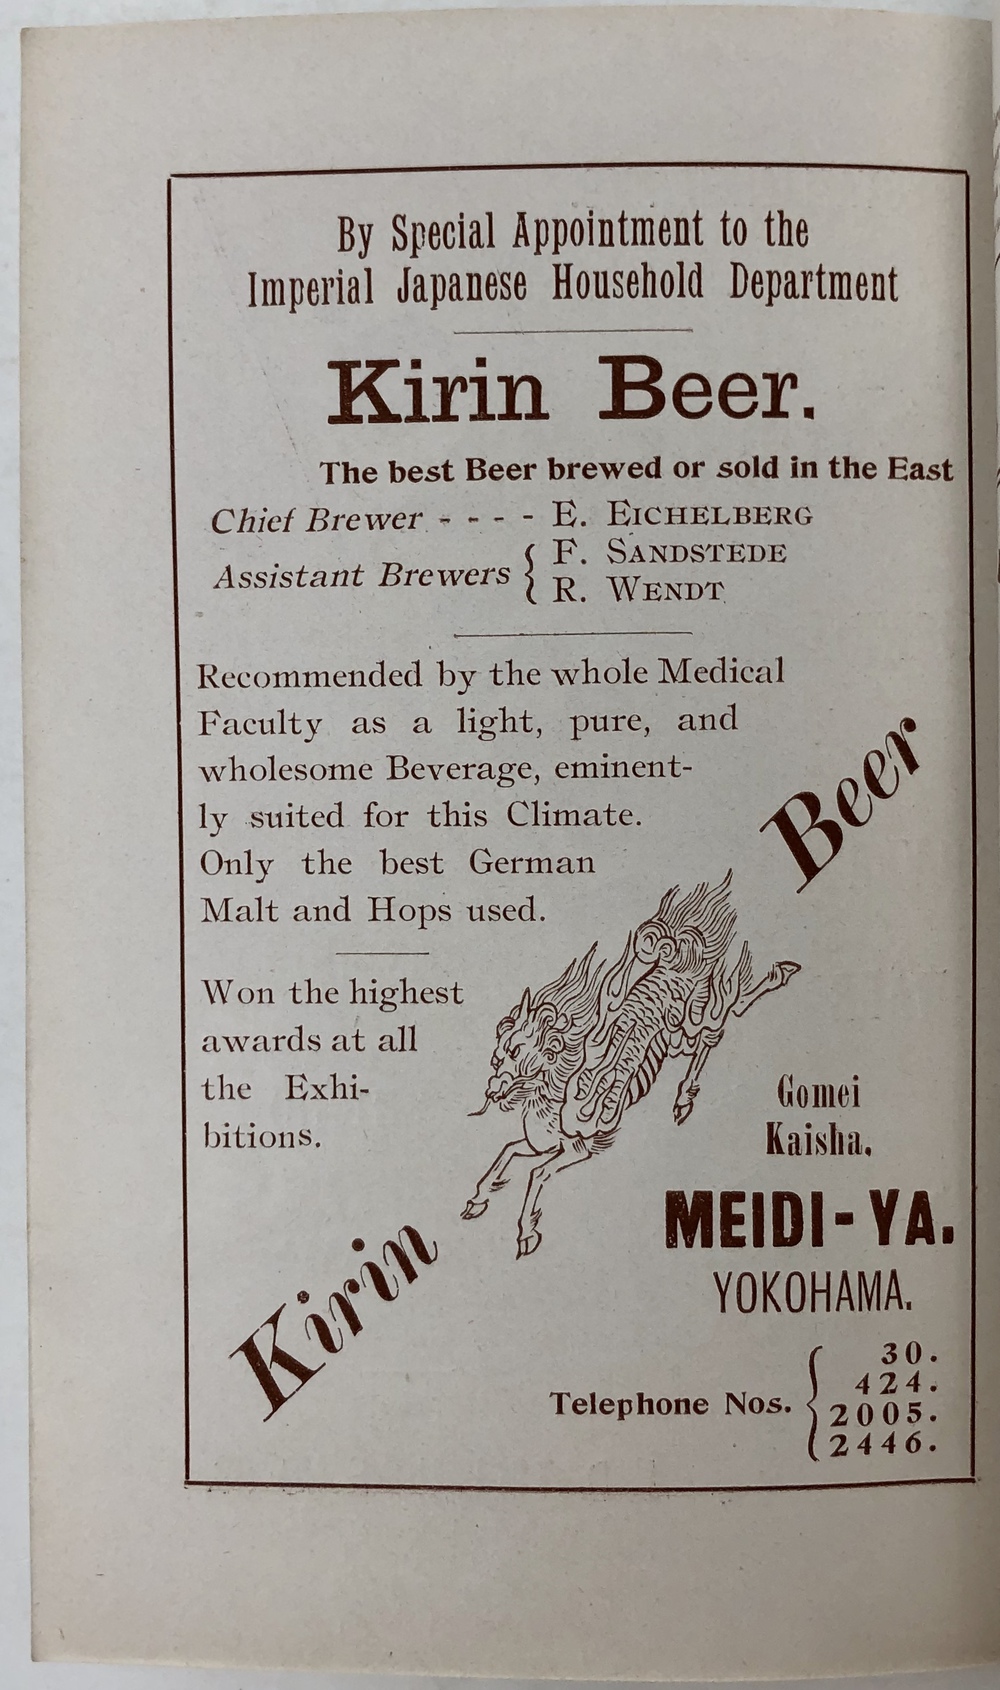 By Special Appointment to the
Imperial Japanese Household Department
Kirin Beer.
The best Beer brewed or sold in the East
Chief Brewer - - - - E. EICHELBERG
Assistant Brewers { F. SANDSTEDE
R. WENDT
Recommended by the whole Medical
Faculty as a light, pure, and
wholesome Beverage, eminent-
ly suited for this Climate.
Only the best German
Malt and Hops used.
Won the highest
awards at all
the Exhi-
bitions.
Kirin Beer
Gomei
Kaisha.
MEIDI-YA.
YOKOHAMA.
Telephone Nos. { 30.
424.
2005.
2446.